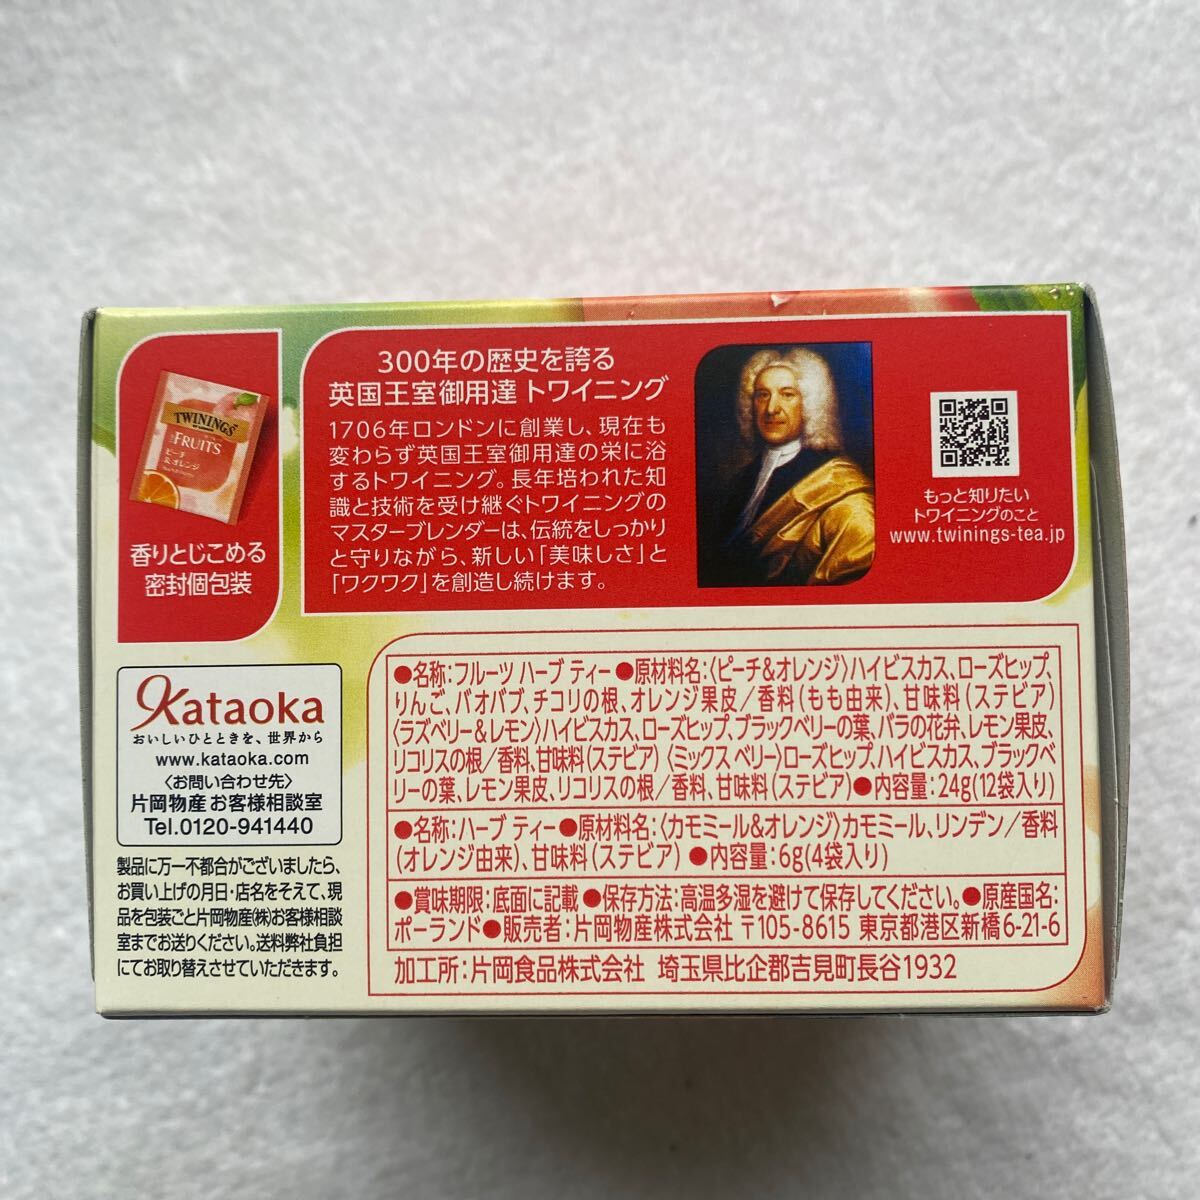 TWININGS
FRUITS
ピーチ
&オレンジ
香りとじこめる
密封個包装
300年の歴史を誇る
英国王室御用達 トワイニング
1706年ロンドンに創業し、現在も
変わらず英国王室御用達の栄に浴
するトワイニング。長年培われた知
識と技術を受け継ぐトワイニングの
マスターブレンダーは、伝統をしっかり
と守りながら、新しい「美味しさ」と
「ワクワク」を創造し続けます。
もっと知りたい
トワイニングのこと
www.twinings-tea.jp
Kataoka
おいしいひとときを、世界から
www.kataoka.com
〈お問い合わせ先〉
片岡物産 お客様相談室
Tel.0120-941440
製品に万一不都合がございましたら、
お買い上げの月日・店名をそえて、現
品を包装ごと片岡物産(株)お客様相談
室までお送りください。送料弊社負担
にてお取り替えさせていただきます。
●名称:フルーツ ハーブ ティー●原材料名:〈ピーチ&オレンジ〉ハイビスカス、ローズヒップ、
りんご、バオバブ、チコリの根、オレンジ果皮/香料(もも由来)、甘味料(ステビア)
〈ラズベリー&レモン〉ハイビスカス、ローズヒップ、ブラックベリーの葉、バラの花弁、レモン果皮、
リコリスの根/香料、甘味料(ステビア)〈ミックス ベリー〉ローズヒップ、ハイビスカス、ブラックベ
リーの葉、レモン果皮、リコリスの根/香料、甘味料(ステビア)●内容量:24g(12袋入り)
●名称:ハーブ ティー●原材料名:〈カモミール&オレンジ〉カモミール、リンデン/香料
(オレンジ由来)、甘味料(ステビア) ●内容量:6g(4袋入り)
●賞味期限:底面に記載 ●保存方法:高温多湿を避けて保存してください。●原産国名:
ポーランド●販売者:片岡物産株式会社 〒105-8615 東京都港区新橋6-21-6
加工所:片岡食品株式会社 埼玉県比企郡吉見町長谷1932